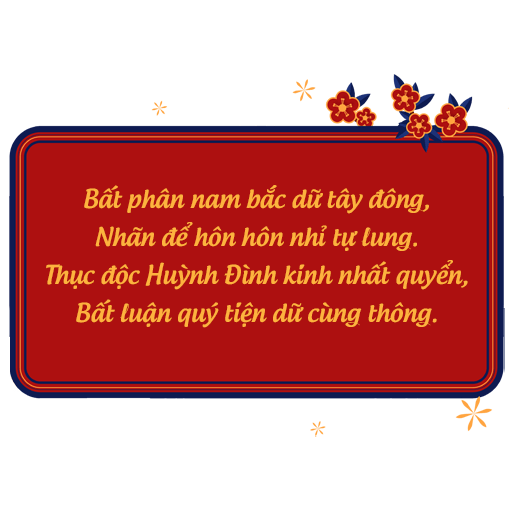 Bất phân nam bắc dữ tây đông,
Nhãn để hôn hôn nhỉ tự lung.
Thục độc Huỳnh Đình kinh nhất quyển,
Bất luận quý tiện dữ cùng thông.